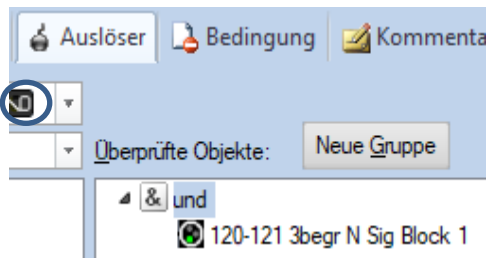 Auslöser Bedingung Kommenta
Überprüfte Objekte: Neue Gruppe
& und
120-121 3begr N Sig Block 1